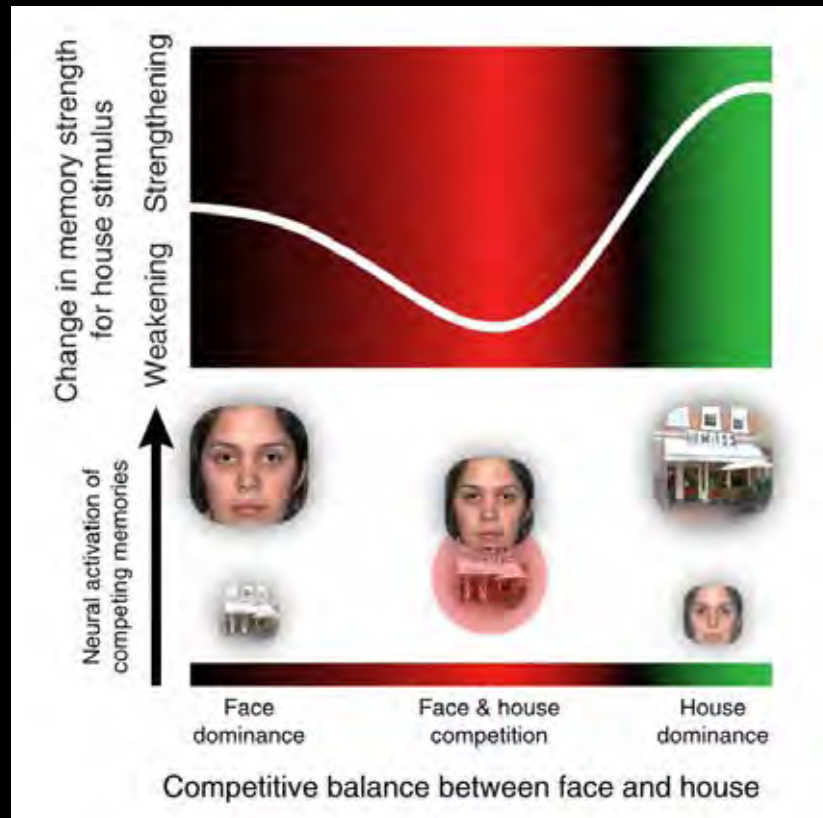 Change in memory strength
for house stimulus
Weakening Strengthening
Neural activation of
competing memories
Face
dominance
Face & house
competition
House
dominance
Competitive balance between face and house